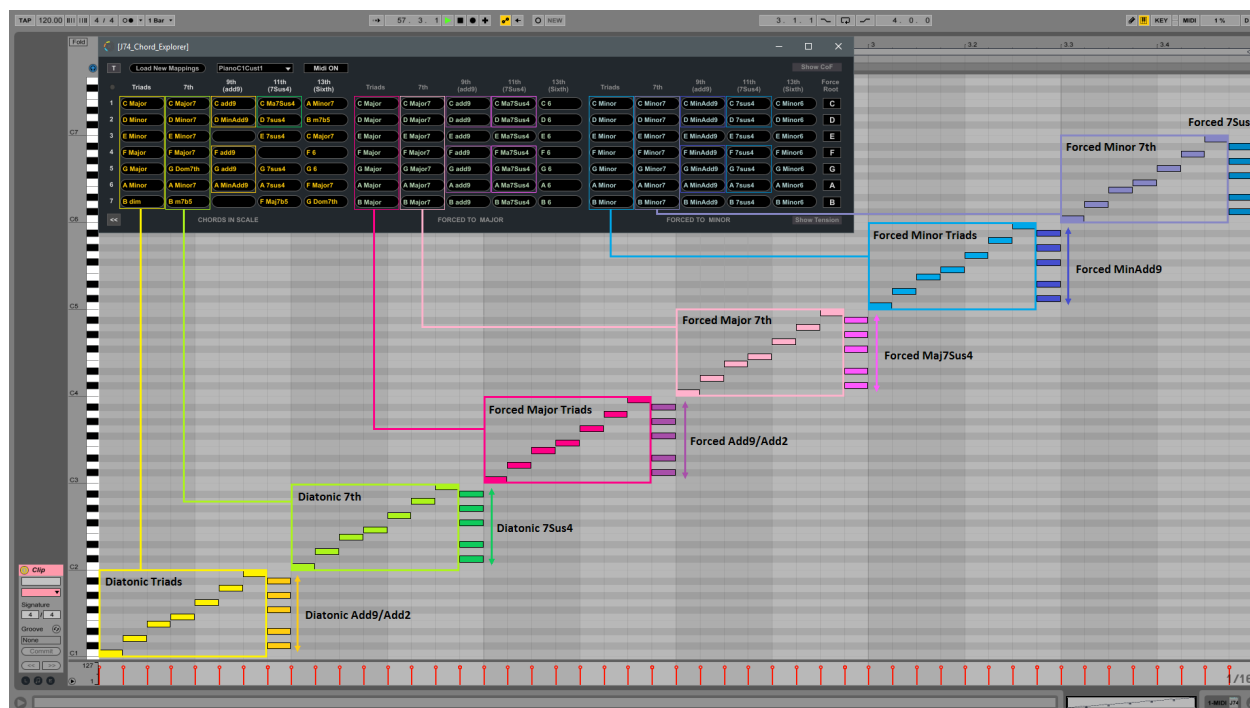 TAP 120.00 4 / 4 1 Bar 57. 3. 1 NEW 3. 1. 1 4. 0. 0 KEY MIDI 1 % D
Fold
[J74_Chord_Explorer]
3 3.2 3.3 3.4
T Load New Mappings PianoC1Cust1 Midi ON Show CoF
Triads 7th 9th (add9) 11th (7Sus4) 13th (Sixth) Triads 7th 9th (add9) 11th (7Sus4) 13th (Sixth) Triads 7th 9th (add9) 11th (7Sus4) 13th (Sixth) Force Root
1 C Major C Major7 C add9 C Ma7Sus4 A Minor7 C Major C Major7 C add9 C Ma7Sus4 C 6 C Minor C Minor7 C MinAdd9 C 7sus4 C Minor6 C
2 D Minor D Minor7 D MinAdd9 D 7sus4 B m7b5 D Major D Major7 D add9 D Ma7Sus4 D 6 D Minor D Minor7 D MinAdd9 D 7sus4 D Minor6 D
3 E Minor E Minor7 E 7sus4 C Major7 E Major E Major7 E add9 E Ma7Sus4 E 6 E Minor E Minor7 E MinAdd9 E 7sus4 E Minor6 E
4 F Major F Major7 F add9 F 6 F Major F Major7 F add9 F Ma7Sus4 F 6 F Minor F Minor7 F MinAdd9 F 7sus4 F Minor6 F
5 G Major G Dom7th G add9 G 7sus4 G 6 G Major G Major7 G add9 G Ma7Sus4 G 6 G Minor G Minor7 G MinAdd9 G 7sus4 G Minor6 G
6 A Minor A Minor7 A MinAdd9 A 7sus4 F Major7 A Major A Major7 A add9 A Ma7Sus4 A 6 A Minor A Minor7 A MinAdd9 A 7sus4 A Minor6 A
7 B dim B m7b5 F Maj7b5 G Dom7th B Major B Major7 B add9 B Ma7Sus4 B 6 B Minor B Minor7 B MinAdd9 B 7sus4 B Minor6 B
<< CHORDS IN SCALE FORCED TO MAJOR FORCED TO MINOR Show Tension
Forced 7Sus
Forced Minor 7th
C7
C6
Forced Minor Triads
Forced MinAdd9
C5
Forced Major 7th
Forced Maj7Sus4
C4
Forced Major Triads
Forced Add9/Add2
C3
Diatonic 7th
Diatonic 7Sus4
C2
Clip
Diatonic Triads
Diatonic Add9/Add2
Signature
4 / 4
Groove
None
Commit
C1
<< >>
127
1
1/16
1-MIDI J74